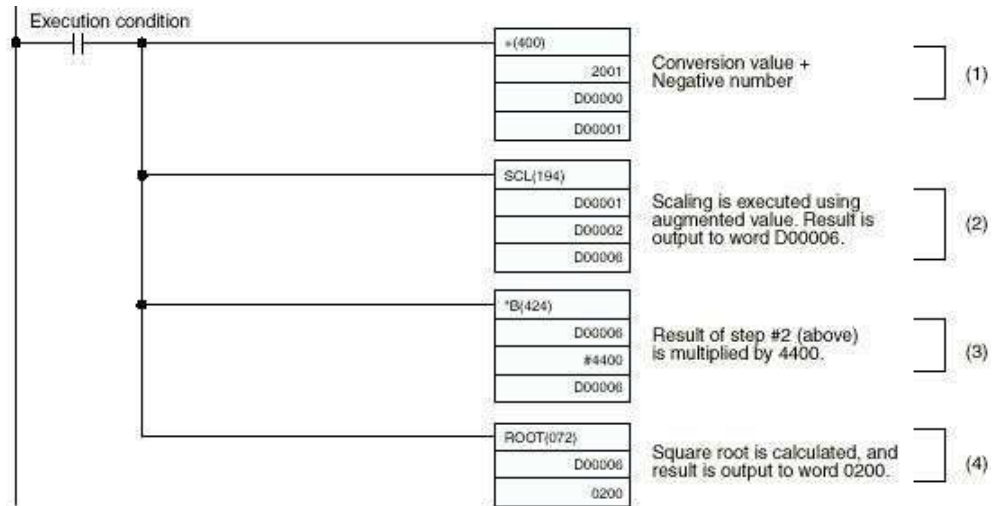 Execution condition
+(400)
2001
D00000
D00001
Conversion value +
Negative number
(1)
SCL(194)
D00001
D00002
D00006
Scaling is executed using
augmented value. Result is
output to word D00006.
(2)
*B(424)
D00006
#4400
D00006
Result of step #2 (above)
is multiplied by 4400.
(3)
ROOT(072)
D00006
0200
Square root is calculated, and
result is output to word 0200.
(4)